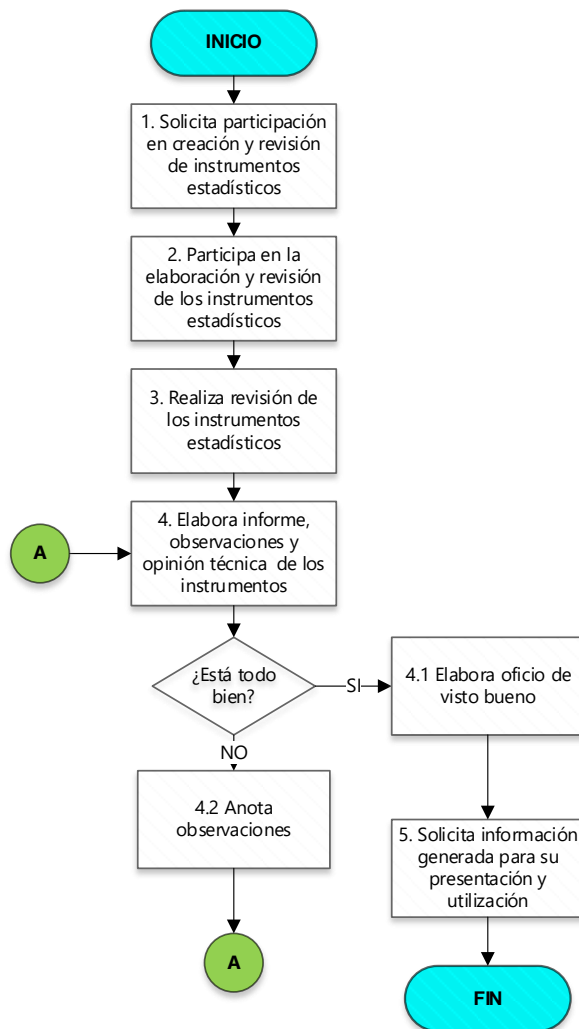 INICIO
1. Solicita participación
en creación y revisión
de instrumentos
estadísticos
2. Participa en la
elaboración y revisión
de los instrumentos
estadísticos
3. Realiza revisión de
los instrumentos
estadísticos
A
4. Elabora informe,
observaciones y
opinión técnica de los
instrumentos
¿Está todo
bien?
SI
4.1 Elabora oficio de
visto bueno
NO
4.2 Anota
observaciones
5. Solicita información
generada para su
presentación y
utilización
A
FIN